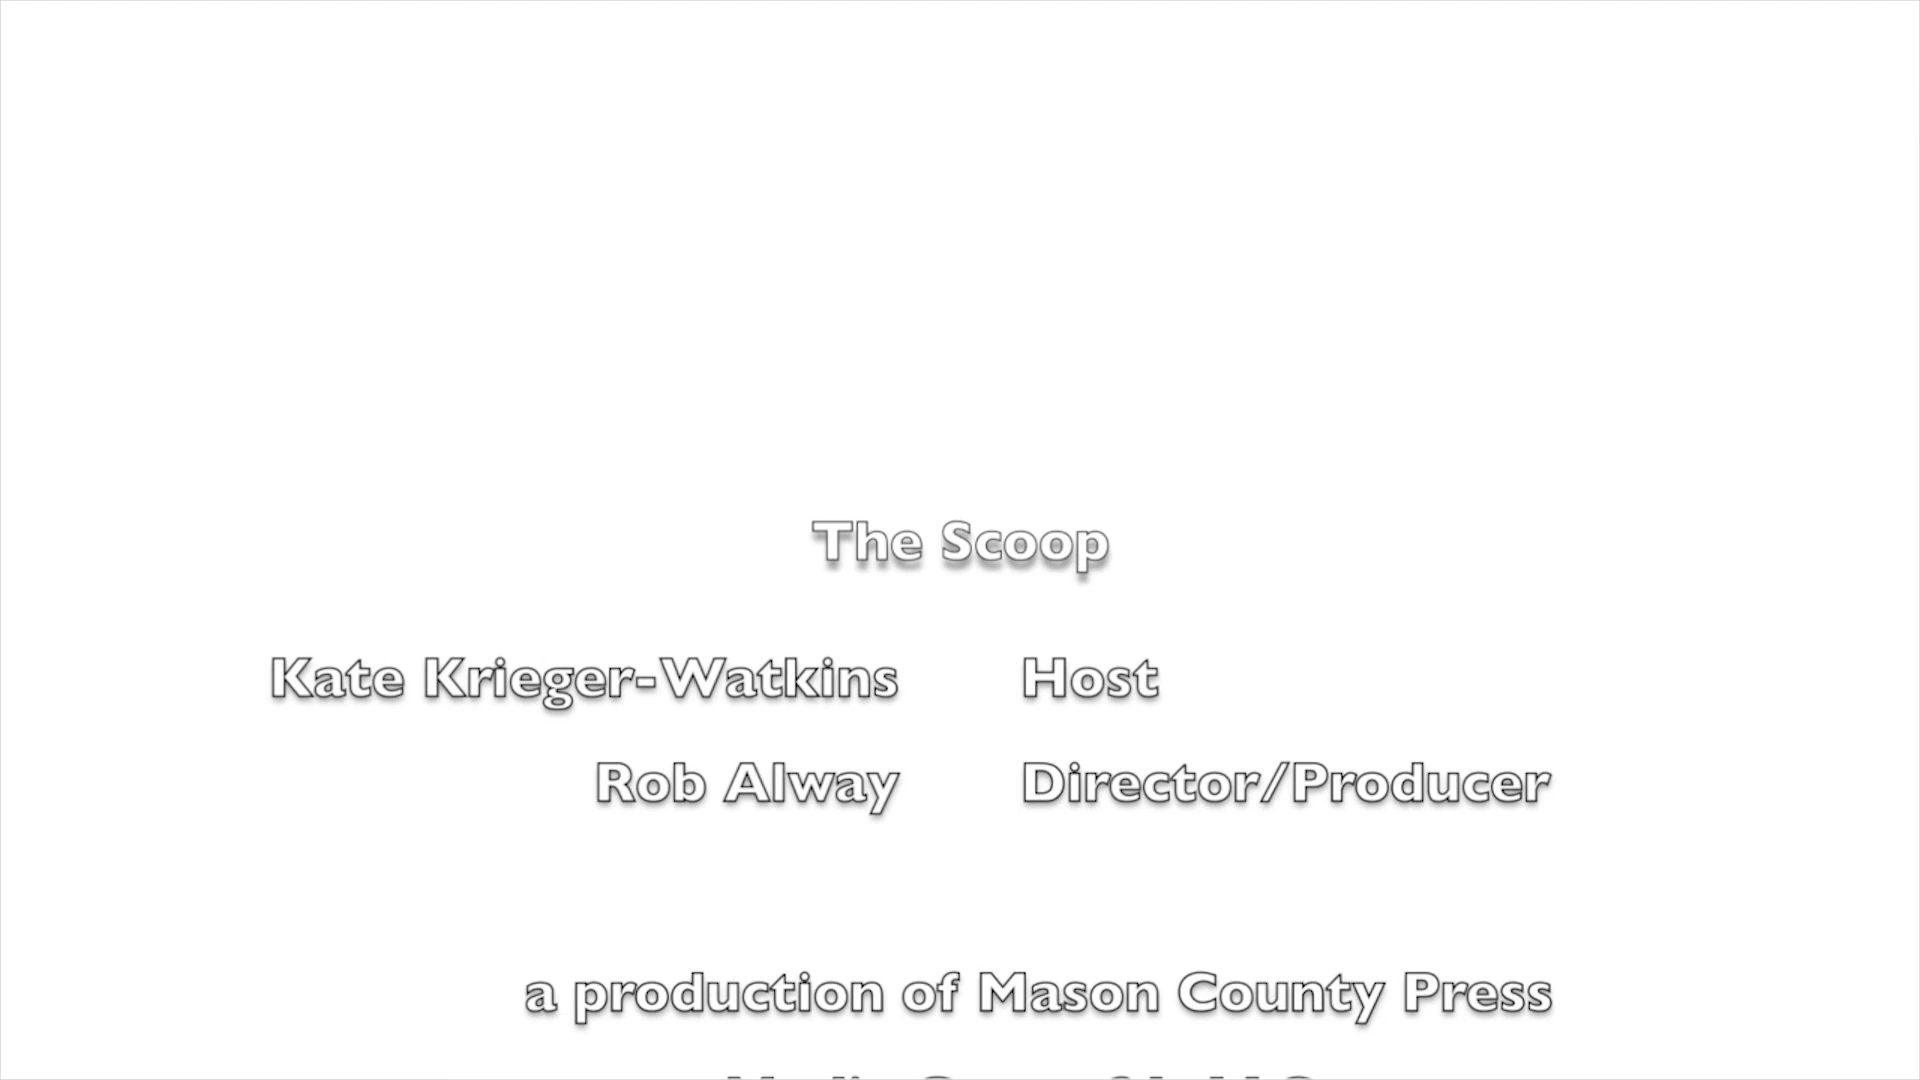 The Scoop
Kate Krieger-Watkins Host
Rob Alway Director/Producer
a production of Mason County Press